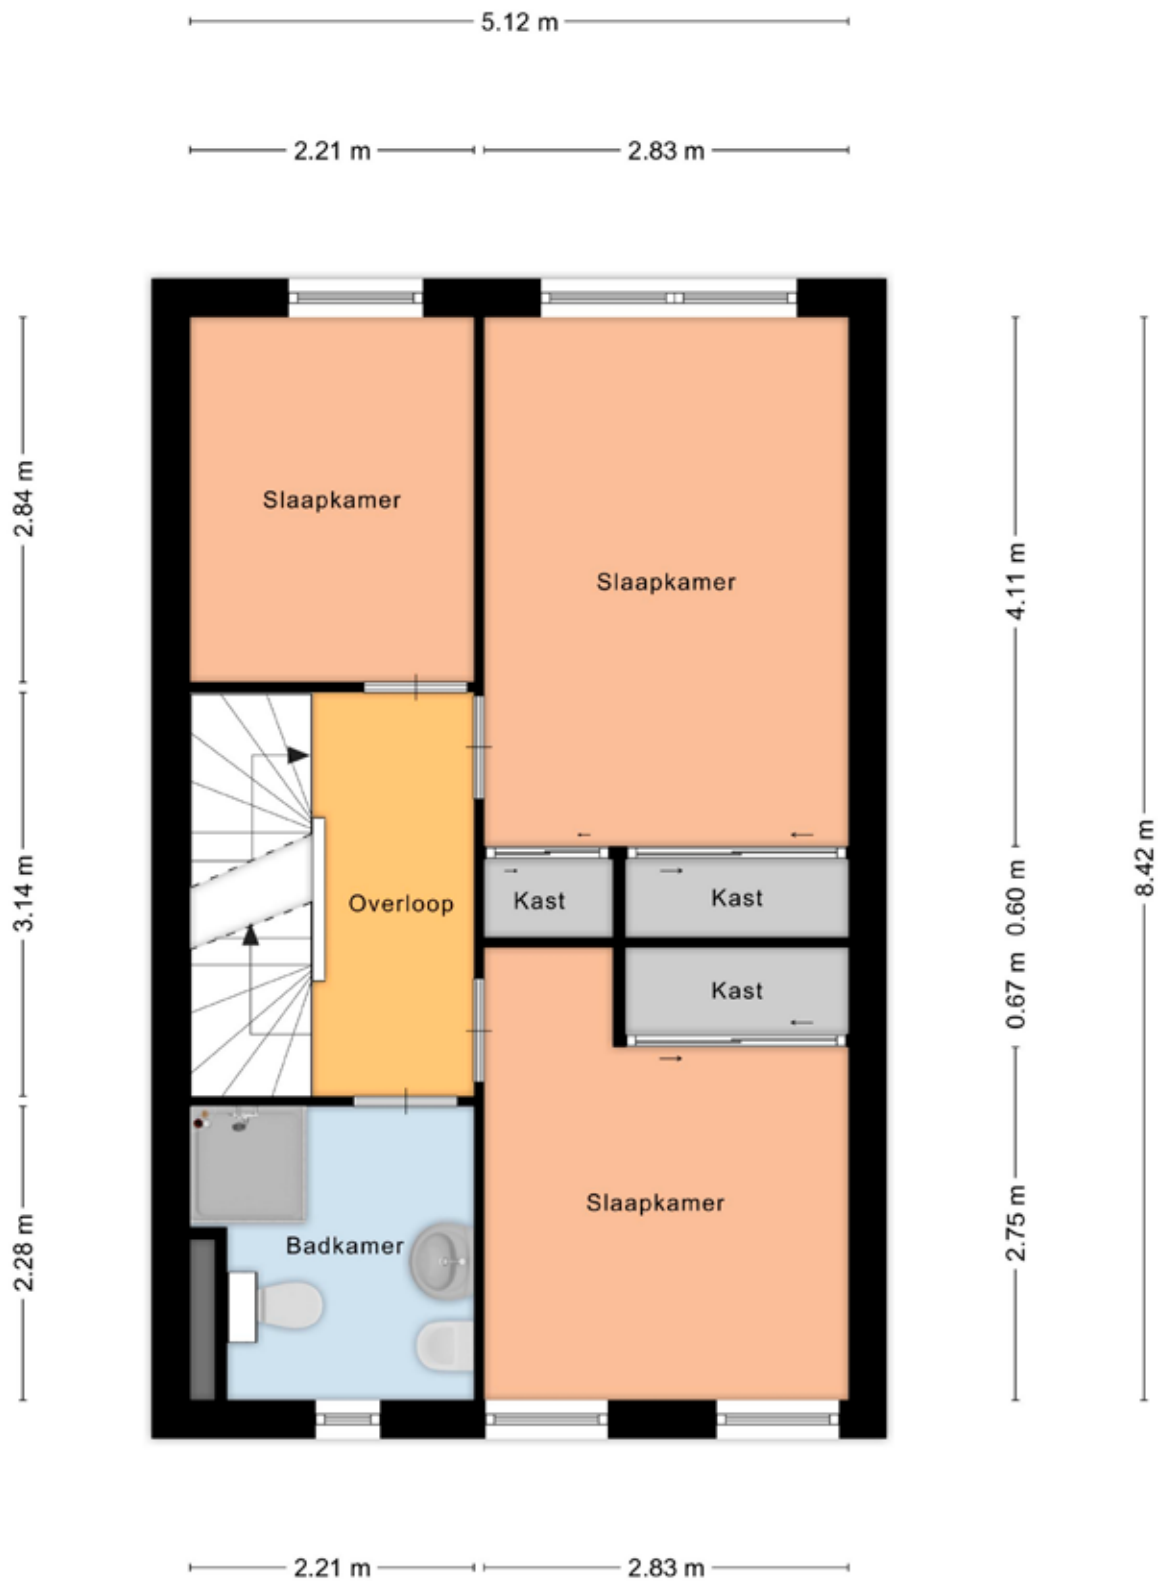 5.12 m
2.21 m
2.83 m
Slaapkamer
Slaapkamer
2.84 m
4.11 m
8.42 m
3.14 m
Overloop
Kast
Kast
0.60 m
Kast
0.67 m
Slaapkamer
2.75 m
Badkamer
2.28 m
2.21 m
2.83 m